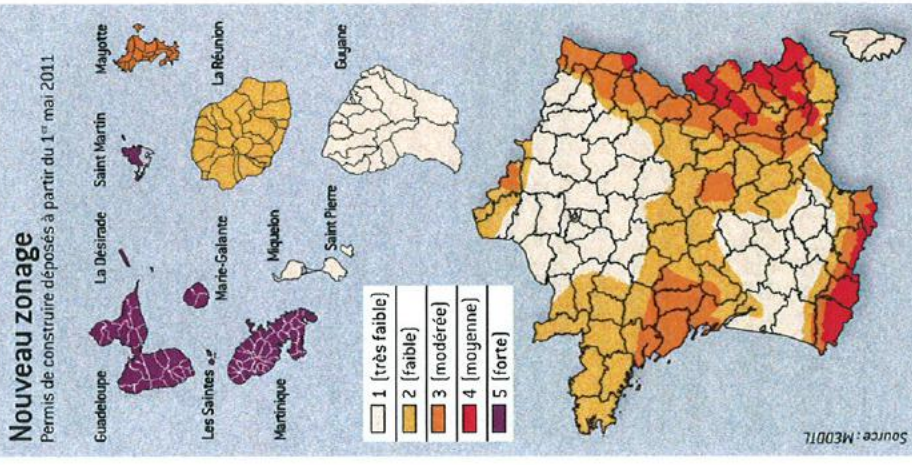 Nouveau zonage
Permis de construire déposés à partir du 1er mai 2011
Guadeloupe
La Désirade
Saint Martin
Mayotte
Les Saintes
Marie-Galante
La Réunion
Martinique
Miquelon
Saint Pierre
Guyane
1 (très faible)
2 (faible)
3 (modérée)
4 (moyenne)
5 (forte)
Source : MEDDTL